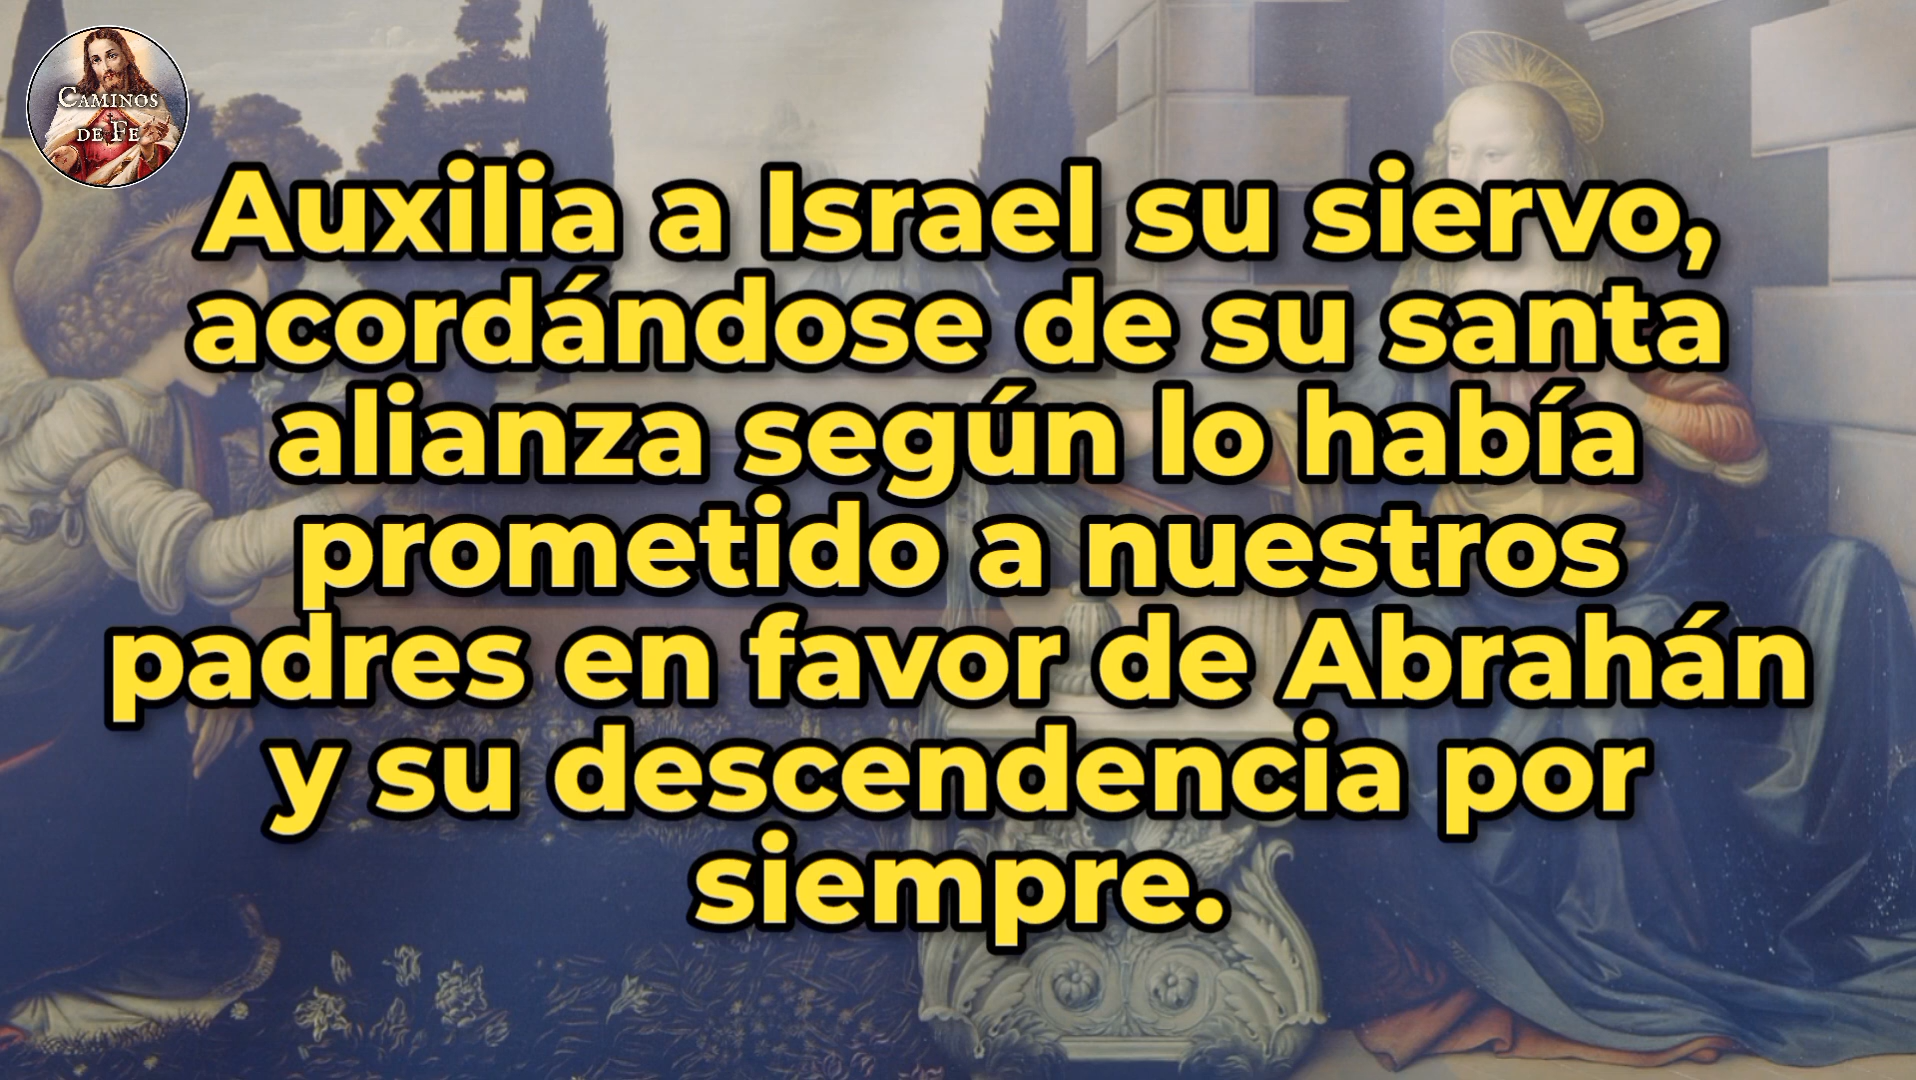 Caminos
de Fe
Auxilia a Israel su siervo,
acordándose de su santa
alianza según lo había
prometido a nuestros
padres en favor de Abrahán
y su descendencia por
siempre.